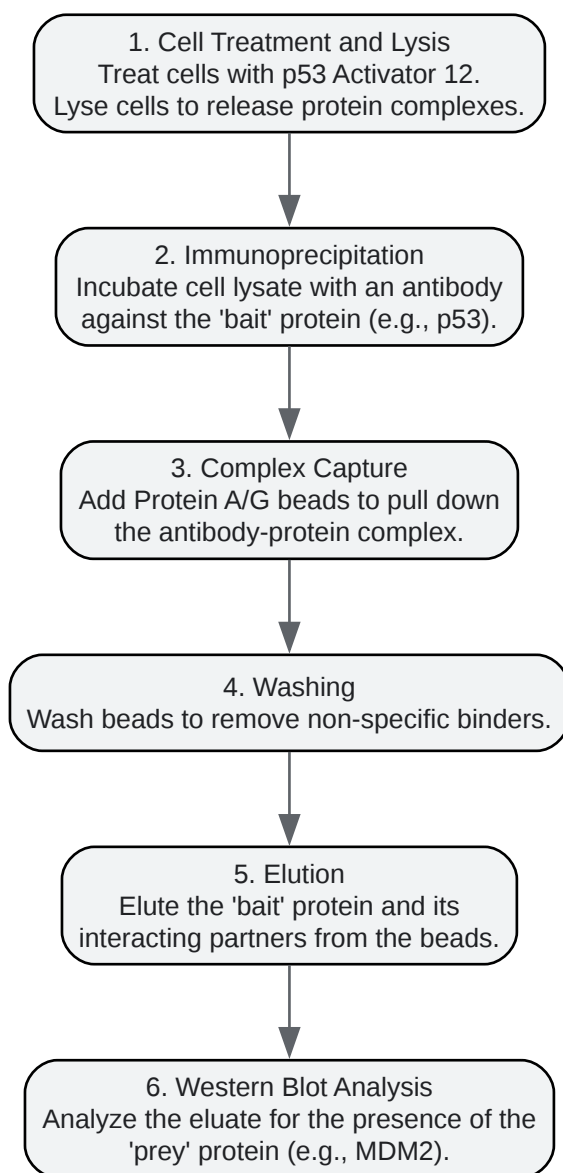 1. Cell Treatment and Lysis
Treat cells with p53 Activator 12.
Lyse cells to release protein complexes.
2. Immunoprecipitation
Incubate cell lysate with an antibody
against the 'bait' protein (e.g., p53).
3. Complex Capture
Add Protein A/G beads to pull down
the antibody-protein complex.
4. Washing
Wash beads to remove non-specific binders.
5. Elution
Elute the 'bait' protein and its
interacting partners from the beads.
6. Western Blot Analysis
Analyze the eluate for the presence of the
'prey' protein (e.g., MDM2).